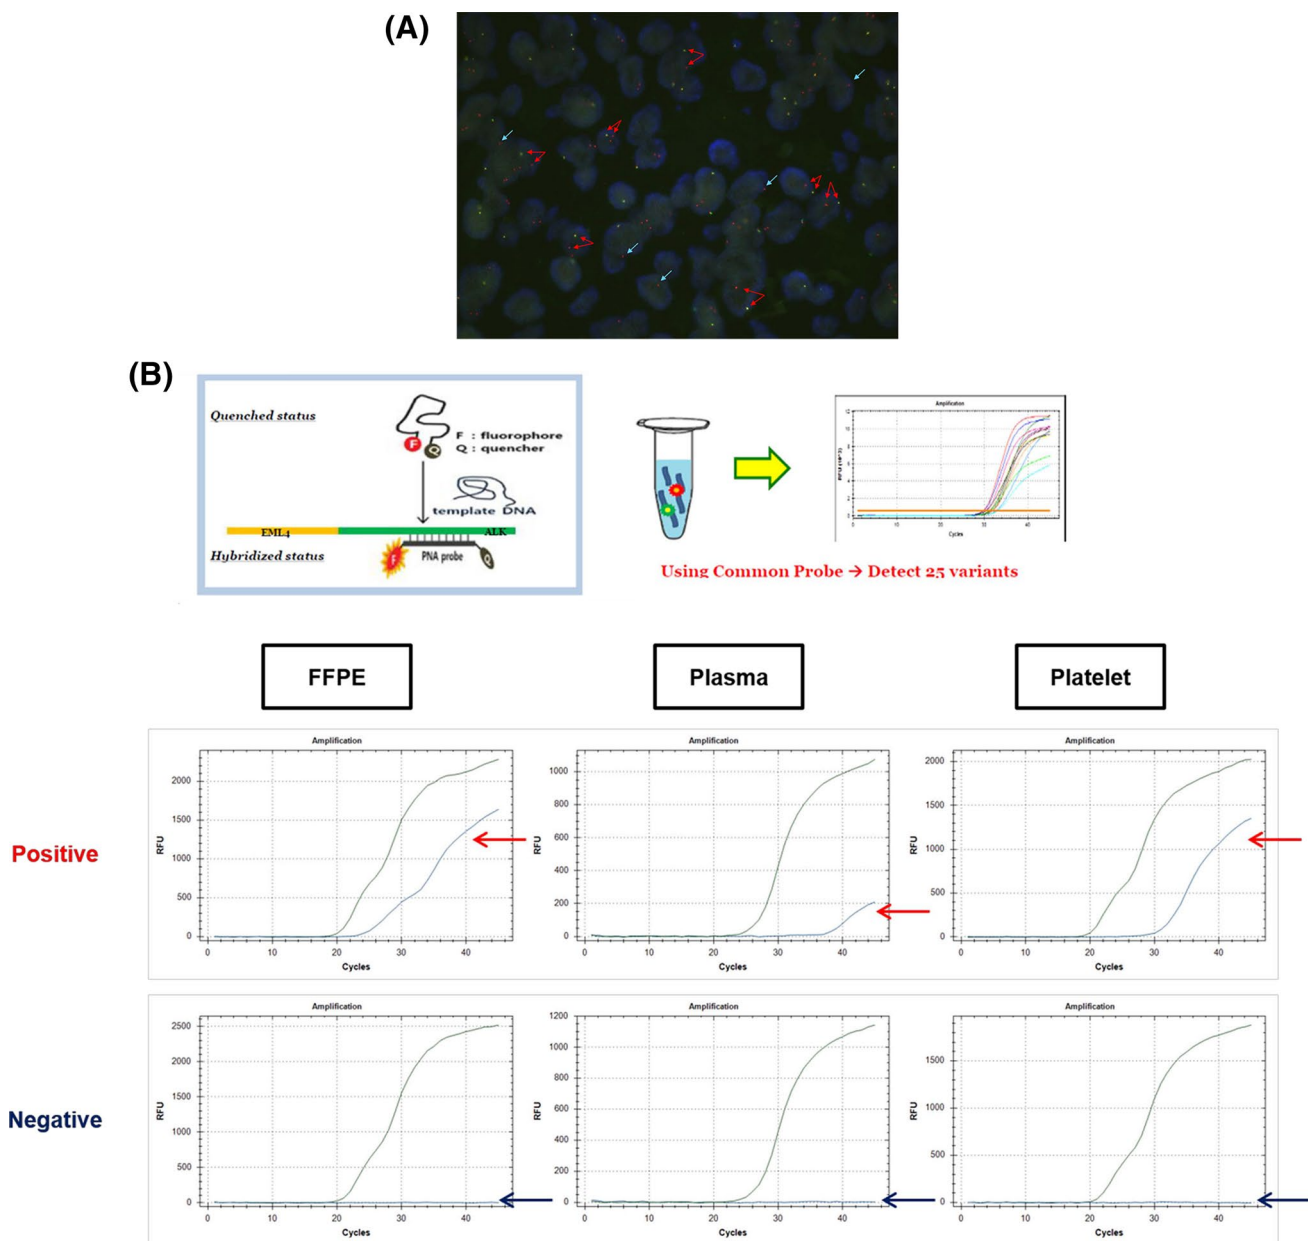 (A)
(B)
Quenched status
F : fluorophore
Q : quencher
F
Q
template DNA
EML4
ALK
Hybridized status
F
PNA probe
Q
Amplification
Cycles
Using Common Probe → Detect 25 variants
FFPE
Plasma
Platelet
Positive
Amplification
RFU
2000
1500
1000
500
0
0 10 20 30 40
Cycles
Amplification
RFU
1000
800
600
400
200
0
0 10 20 30 40
Cycles
Amplification
RFU
2000
1500
1000
500
0
0 10 20 30 40
Cycles
Negative
Amplification
RFU
2500
2000
1500
1000
500
0
0 10 20 30 40
Cycles
Amplification
RFU
1200
1000
800
600
400
200
0
0 10 20 30 40
Cycles
Amplification
RFU
1500
1000
500
0
0 10 20 30 40
Cycles